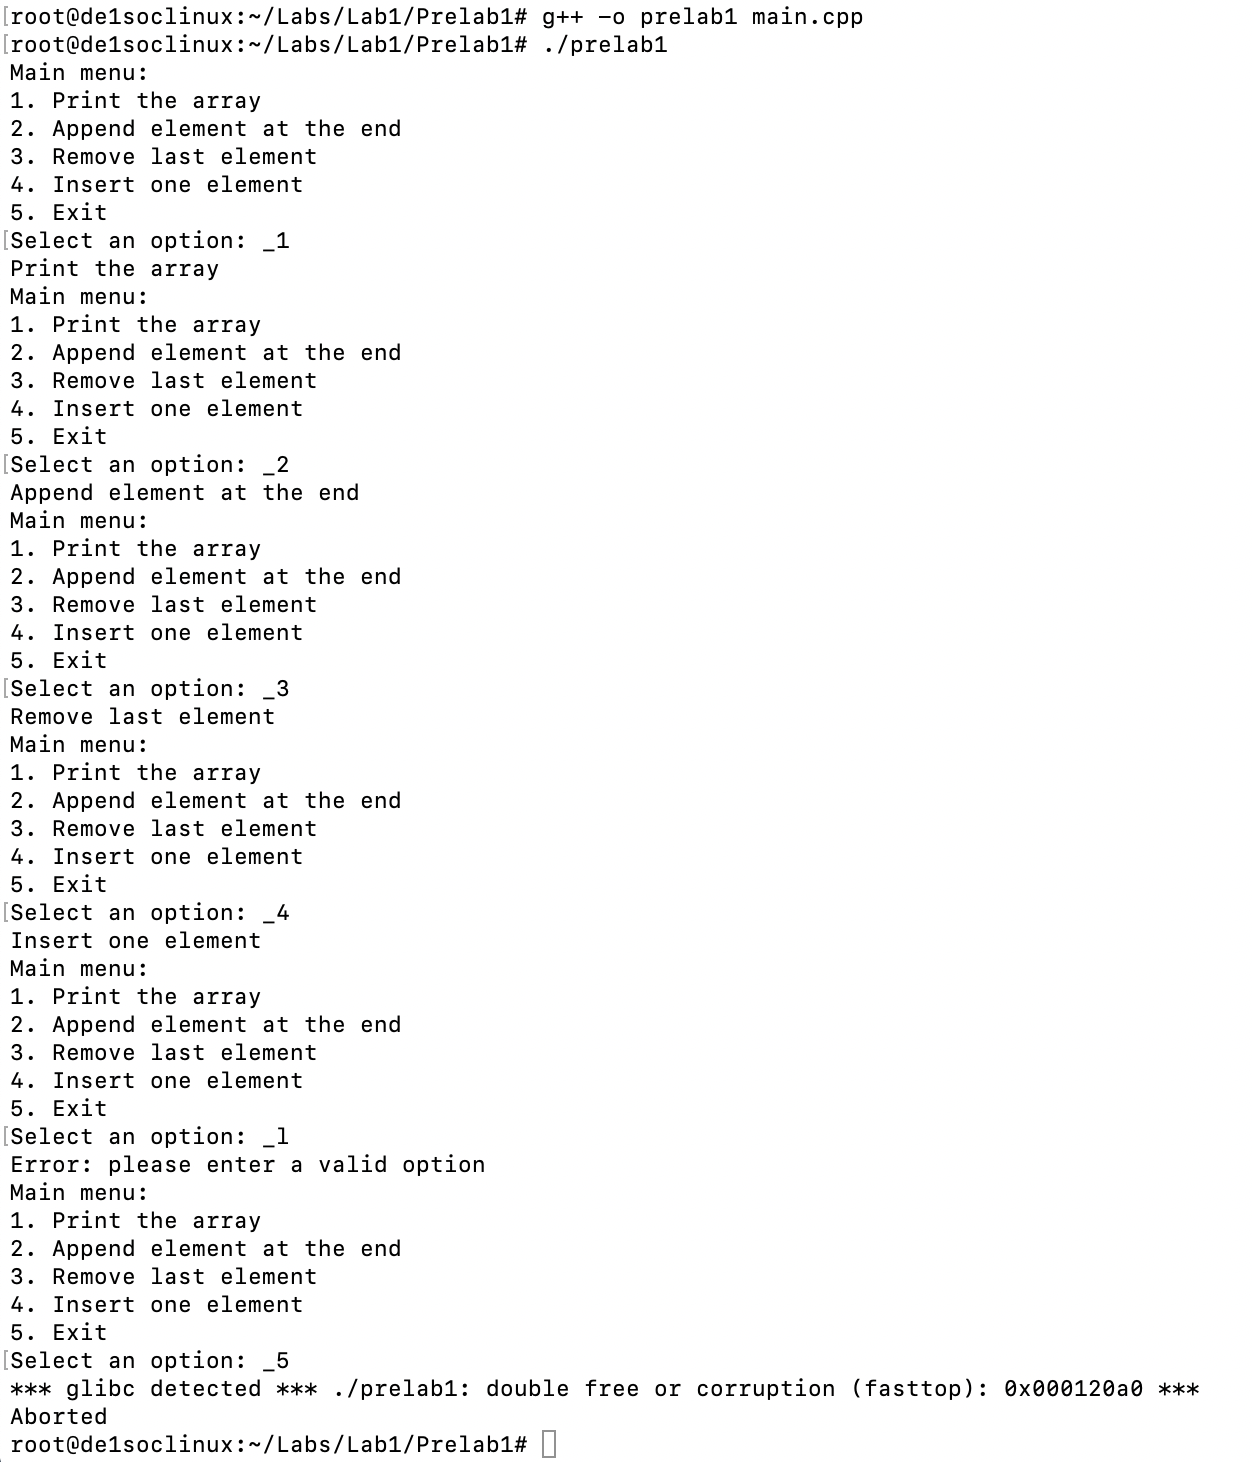 [root@de1soclinux:~/Labs/Lab1/Prelab1# g++ -o prelab1 main.cpp
[root@de1soclinux:~/Labs/Lab1/Prelab1# ./prelab1
Main menu:
1. Print the array
2. Append element at the end
3. Remove last element
4. Insert one element
5. Exit
[Select an option: _1
Print the array
Main menu:
1. Print the array
2. Append element at the end
3. Remove last element
4. Insert one element
5. Exit
[Select an option: _2
Append element at the end
Main menu:
1. Print the array
2. Append element at the end
3. Remove last element
4. Insert one element
5. Exit
[Select an option: _3
Remove last element
Main menu:
1. Print the array
2. Append element at the end
3. Remove last element
4. Insert one element
5. Exit
[Select an option: _4
Insert one element
Main menu:
1. Print the array
2. Append element at the end
3. Remove last element
4. Insert one element
5. Exit
[Select an option: _l
Error: please enter a valid option
Main menu:
1. Print the array
2. Append element at the end
3. Remove last element
4. Insert one element
5. Exit
[Select an option: _5
*** glibc detected *** ./prelab1: double free or corruption (fasttop): 0x000120a0 ***
Aborted
root@de1soclinux:~/Labs/Lab1/Prelab1#